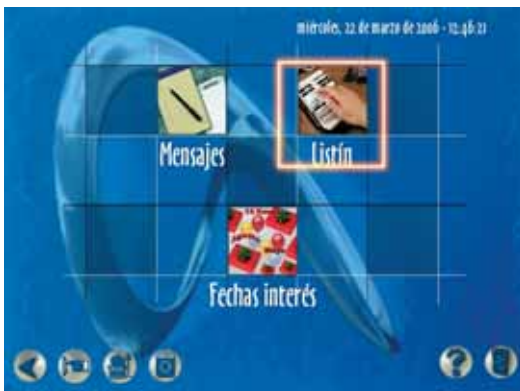 miércoles, 22 de marzo de 2006 - 12:46:21
Mensajes
Listín
Fechas interés
?